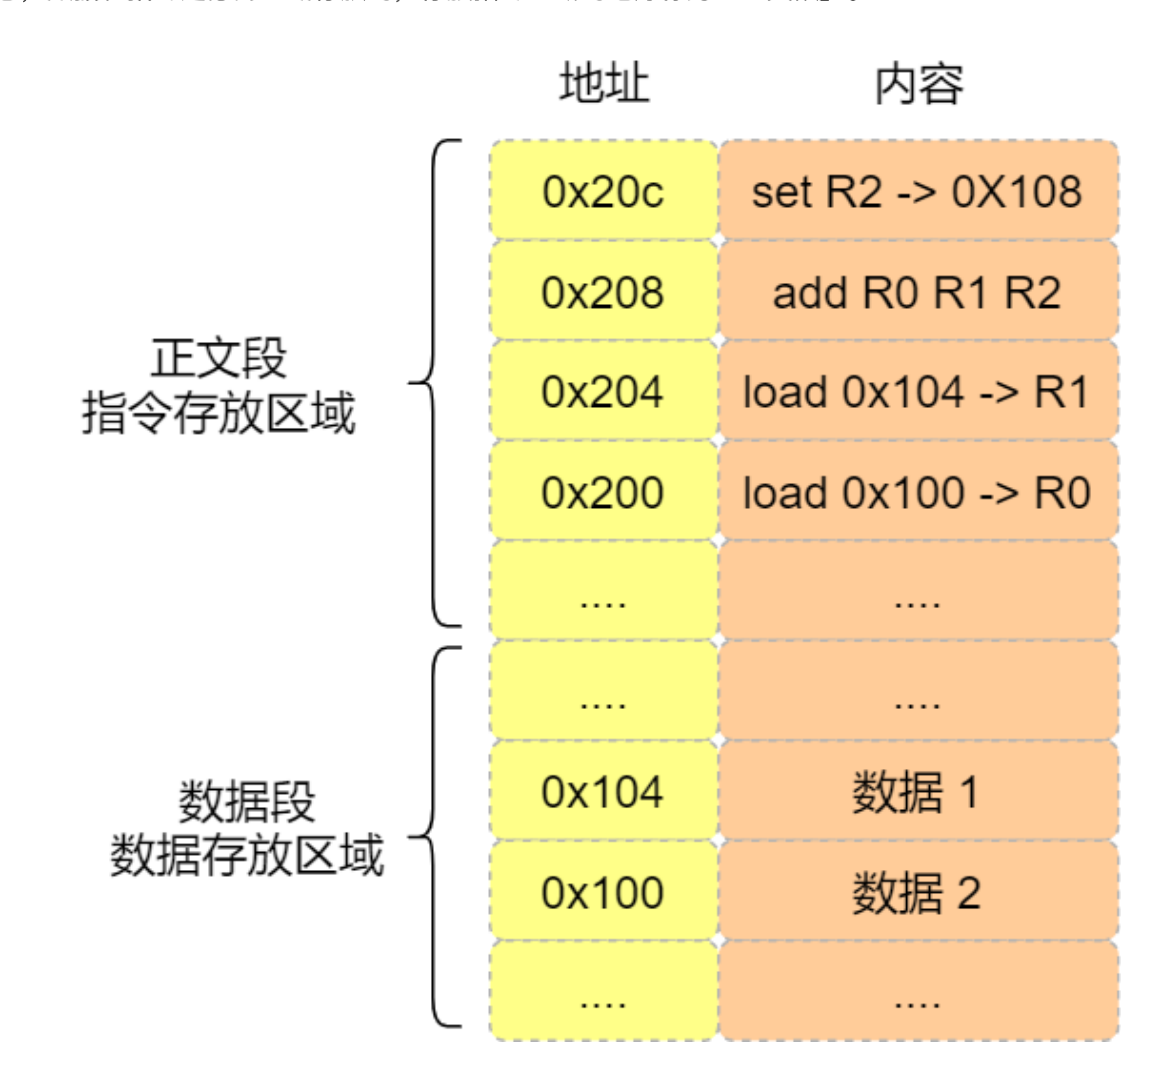 地址 内容
0x20c set R2 -> 0X108
0x208 add R0 R1 R2
正文段
指令存放区域
0x204 load 0x104 -> R1
0x200 load 0x100 -> R0
.... ....
.... ....
数据段
数据存放区域
0x104 数据 1
0x100 数据 2
.... ....